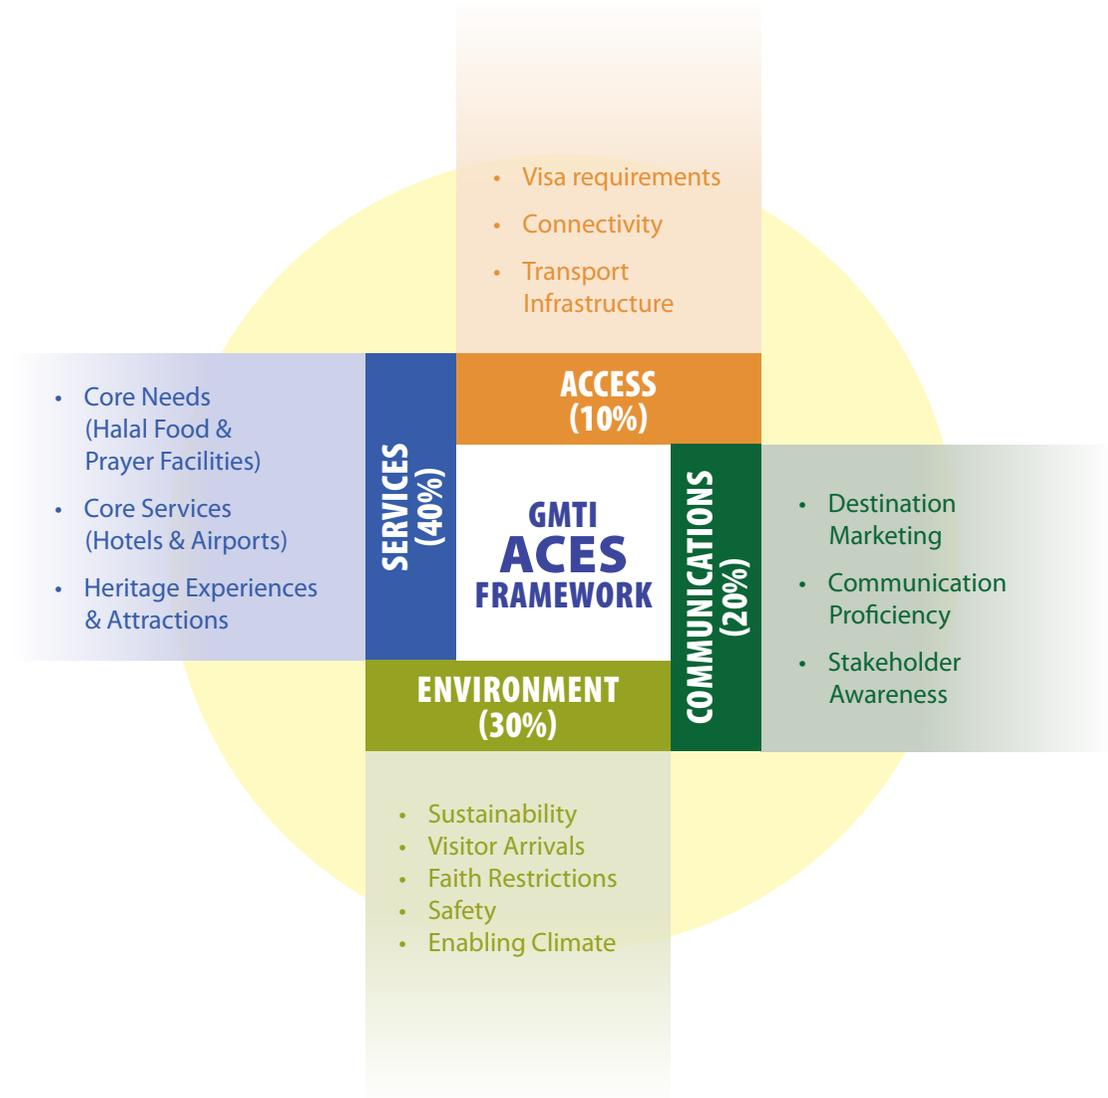 • Visa requirements
• Connectivity
• Transport
Infrastructure
ACCESS
(10%)
• Core Needs
(Halal Food &
Prayer Facilities)
• Core Services
(Hotels & Airports)
• Heritage Experiences
& Attractions
SERVICES
(40%)
GMTI
ACES
FRAMEWORK
COMMUNICATIONS
(20%)
• Destination
Marketing
• Communication
Proficiency
• Stakeholder
Awareness
ENVIRONMENT
(30%)
• Sustainability
• Visitor Arrivals
• Faith Restrictions
• Safety
• Enabling Climate